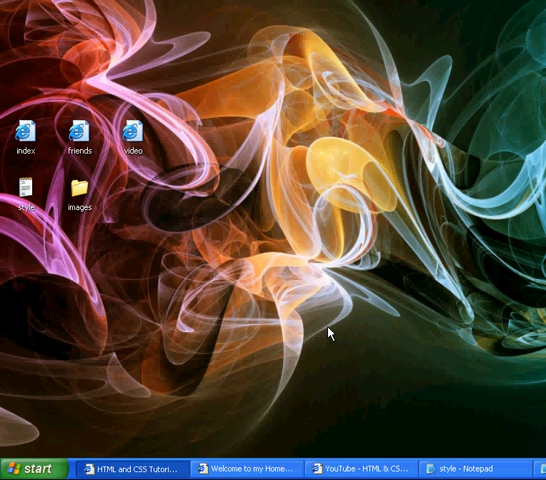 index
friends
video
style
images
start
HTML and CSS Tutori...
Welcome to my Home...
YouTube - HTML & CS...
style - Notepad